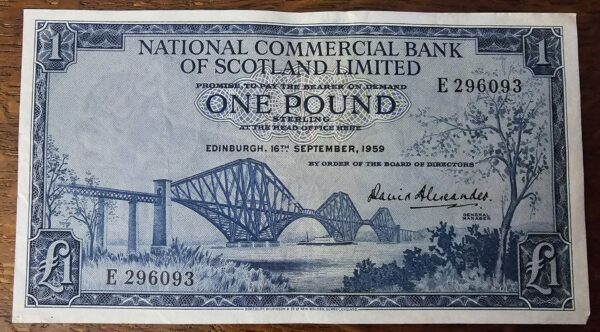 1 1
NATIONAL COMMERCIAL BANK
OF SCOTLAND LIMITED
PROMISE TO PAY THE BEARER ON DEMAND
E 296093
ONE POUND
STERLING
AT THE HEAD OFFICE HERE
EDINBURGH, 16TH SEPTEMBER, 1959
BY ORDER OF THE BOARD OF DIRECTORS
David Alexander
GENERAL
MANAGER
E 296093
£1 £1